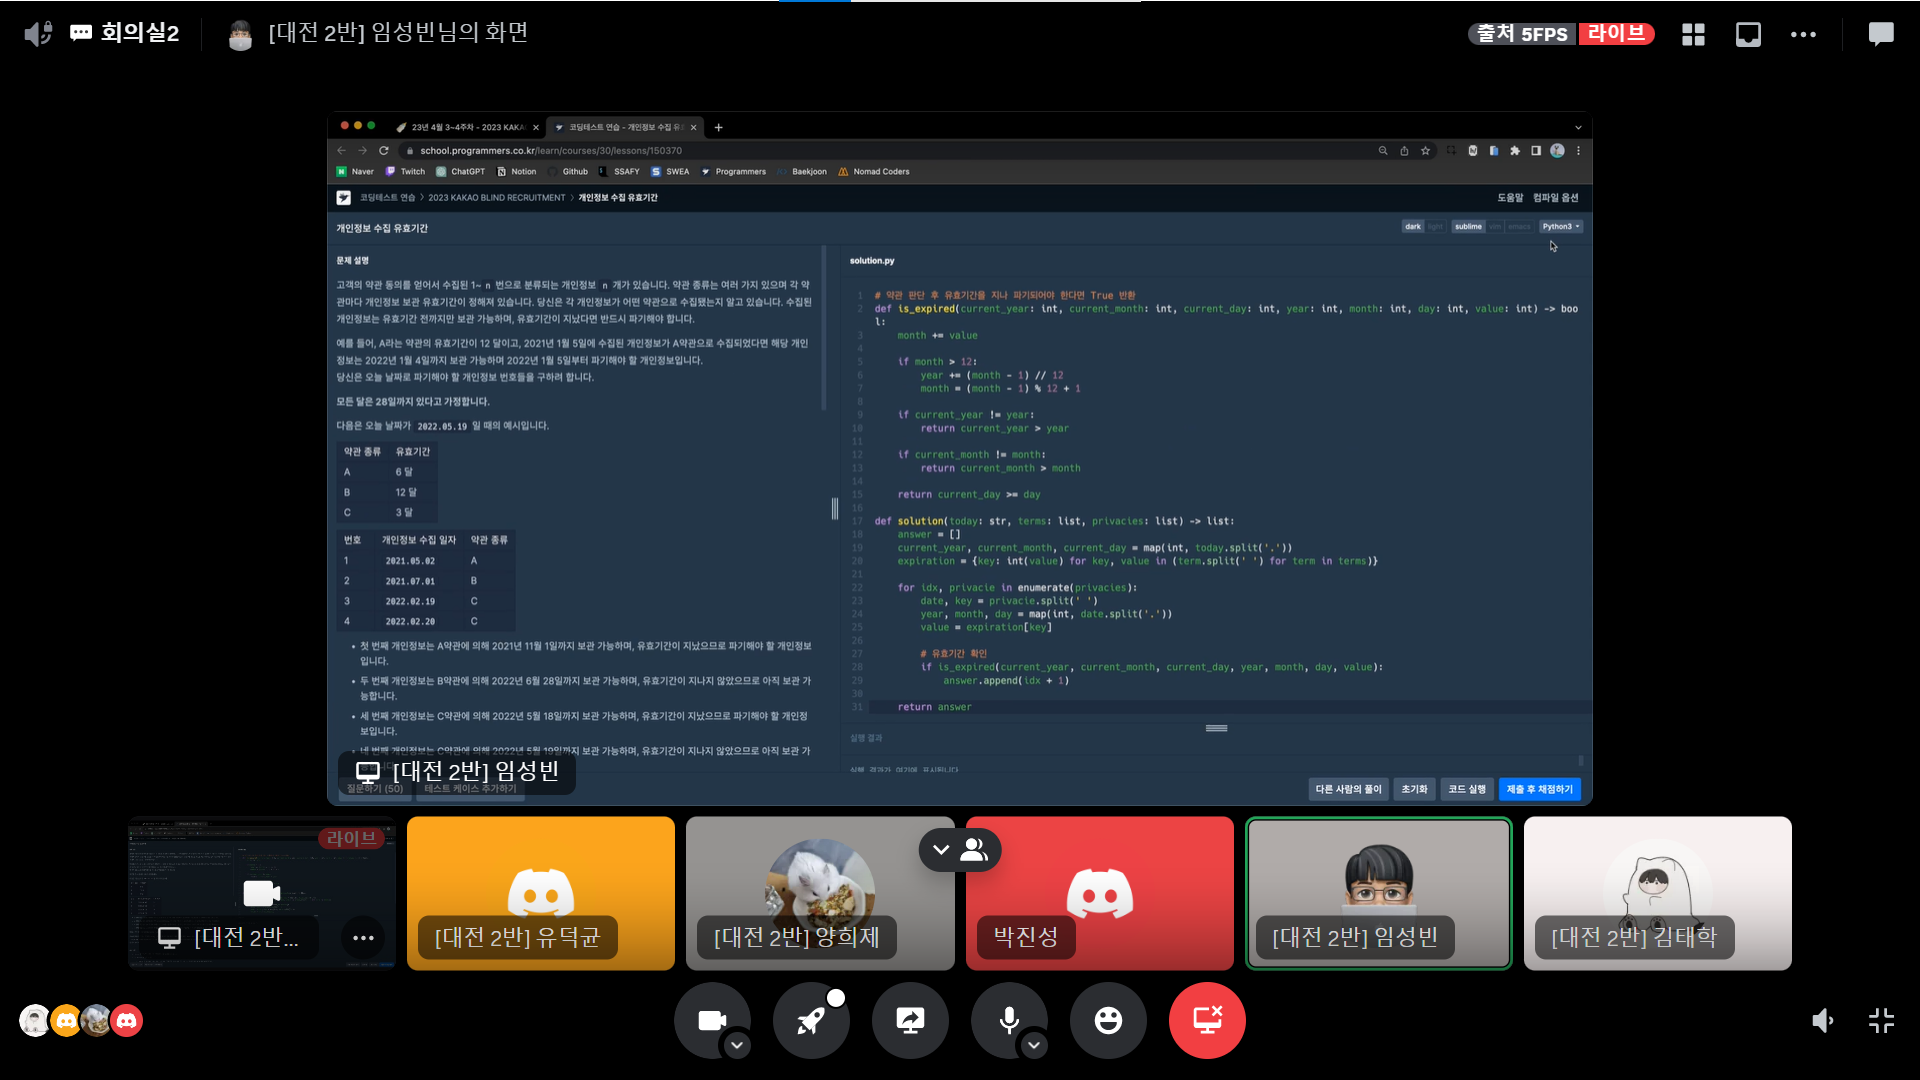 회의실2
[대전 2반] 임성빈님의 화면
출처 5FPS 라이브
23년 4월 3~4주차 - 2023 KAKA
코딩테스트 연습 - 개인정보 수집 유효
school.programmers.co.kr/learn/courses/30/lessons/150370
Naver Twitch ChatGPT Notion Github SSAFY SWEA Programmers Baekjoon Nomad Coders
코딩테스트 연습 > 2023 KAKAO BLIND RECRUITMENT > 개인정보 수집 유효기간
도움말 컴파일 옵션
개인정보 수집 유효기간
dark light sublime vim emacs Python3
문제 설명
고객의 약관 동의를 얻어서 수집된 1~ n 번으로 분류되는 개인정보 n 개가 있습니다. 약관 종류는 여러 가지 있으며 각 약
관마다 개인정보 보관 유효기간이 정해져 있습니다. 당신은 각 개인정보가 어떤 약관으로 수집됐는지 알고 있습니다. 수집된
개인정보는 유효기간 전까지만 보관 가능하며, 유효기간이 지났다면 반드시 파기해야 합니다.
예를 들어, A라는 약관의 유효기간이 12 달이고, 2021년 1월 5일에 수집된 개인정보가 A약관으로 수집되었다면 해당 개인
정보는 2022년 1월 4일까지 보관 가능하며 2022년 1월 5일부터 파기해야 할 개인정보입니다.
당신은 오늘 날짜로 파기해야 할 개인정보 번호들을 구하려 합니다.
모든 달은 28일까지 있다고 가정합니다.
다음은 오늘 날짜가 2022.05.19 일 때의 예시입니다.
약관 종류 유효기간
A 6 달
B 12 달
C 3 달
번호 개인정보 수집 일자 약관 종류
1 2021.05.02 A
2 2021.07.01 B
3 2022.02.19 C
4 2022.02.20 C
• 첫 번째 개인정보는 A약관에 의해 2021년 11월 1일까지 보관 가능하며, 유효기간이 지났으므로 파기해야 할 개인정보
입니다.
• 두 번째 개인정보는 B약관에 의해 2022년 6월 28일까지 보관 가능하며, 유효기간이 지나지 않았으므로 아직 보관 가
능합니다.
• 세 번째 개인정보는 C약관에 의해 2022년 5월 18일까지 보관 가능하며, 유효기간이 지났으므로 파기해야 할 개인정
보입니다.
• 네 번째 개인정보는 C약관에 의해 2022년 5월 19일까지 보관 가능하며, 유효기간이 지나지 않았으므로 아직 보관 가
solution.py
1 # 약관 판단 후 유효기간을 지나 파기되어야 한다면 True 반환
2 def is_expired(current_year: int, current_month: int, current_day: int, year: int, month: int, day: int, value: int) -> boo
l:
3 month += value
4
5 if month > 12:
6 year += (month - 1) // 12
7 month = (month - 1) % 12 + 1
8
9 if current_year != year:
10 return current_year > year
11
12 if current_month != month:
13 return current_month > month
14
15 return current_day >= day
16
17 def solution(today: str, terms: list, privacies: list) -> list:
18 answer = []
19 current_year, current_month, current_day = map(int, today.split('.'))
20 expiration = {key: int(value) for key, value in (term.split(' ') for term in terms)}
21
22 for idx, privacie in enumerate(privacies):
23 date, key = privacie.split(' ')
24 year, month, day = map(int, date.split('.'))
25 value = expiration[key]
26
27 # 유효기간 확인
28 if is_expired(current_year, current_month, current_day, year, month, day, value):
29 answer.append(idx + 1)
30
31 return answer
실행 결과
실행 결과가 여기에 표시됩니다
[대전 2반] 임성빈
질문하기 (50) 테스트 케이스 추가하기
다른 사람의 풀이 초기화 코드 실행 제출 후 채점하기
라이브
[대전 2반...
[대전 2반] 유덕균
[대전 2반] 양희제
박진성
[대전 2반] 임성빈
[대전 2반] 김태학